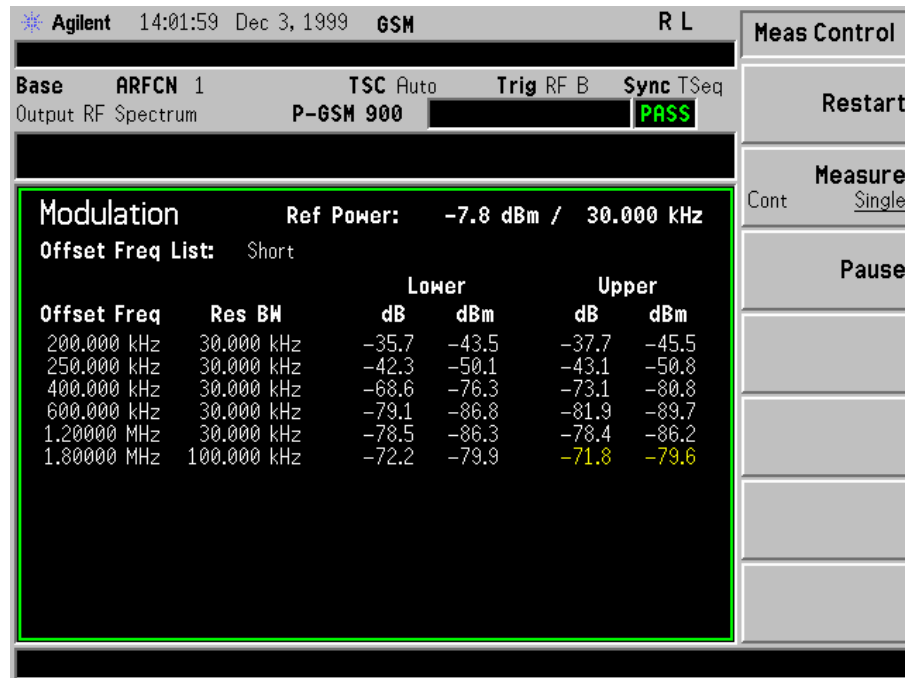 Agilent 14:01:59 Dec 3, 1999 GSM R L
Meas Control
Base ARFCN 1 TSC Auto Trig RF B Sync TSeq
Output RF Spectrum P-GSM 900 PASS
Restart
Measure
Cont Single
Pause
Modulation Ref Power: -7.8 dBm / 30.000 kHz
Offset Freq List: Short
Lower Upper
Offset Freq Res BW dB dBm dB dBm
200.000 kHz 30.000 kHz -35.7 -43.5 -37.7 -45.5
250.000 kHz 30.000 kHz -42.3 -50.1 -43.1 -50.8
400.000 kHz 30.000 kHz -68.6 -76.3 -73.1 -80.8
600.000 kHz 30.000 kHz -79.1 -86.8 -81.9 -89.7
1.20000 MHz 30.000 kHz -78.5 -86.3 -78.4 -86.2
1.80000 MHz 100.000 kHz -72.2 -79.9 -71.8 -79.6